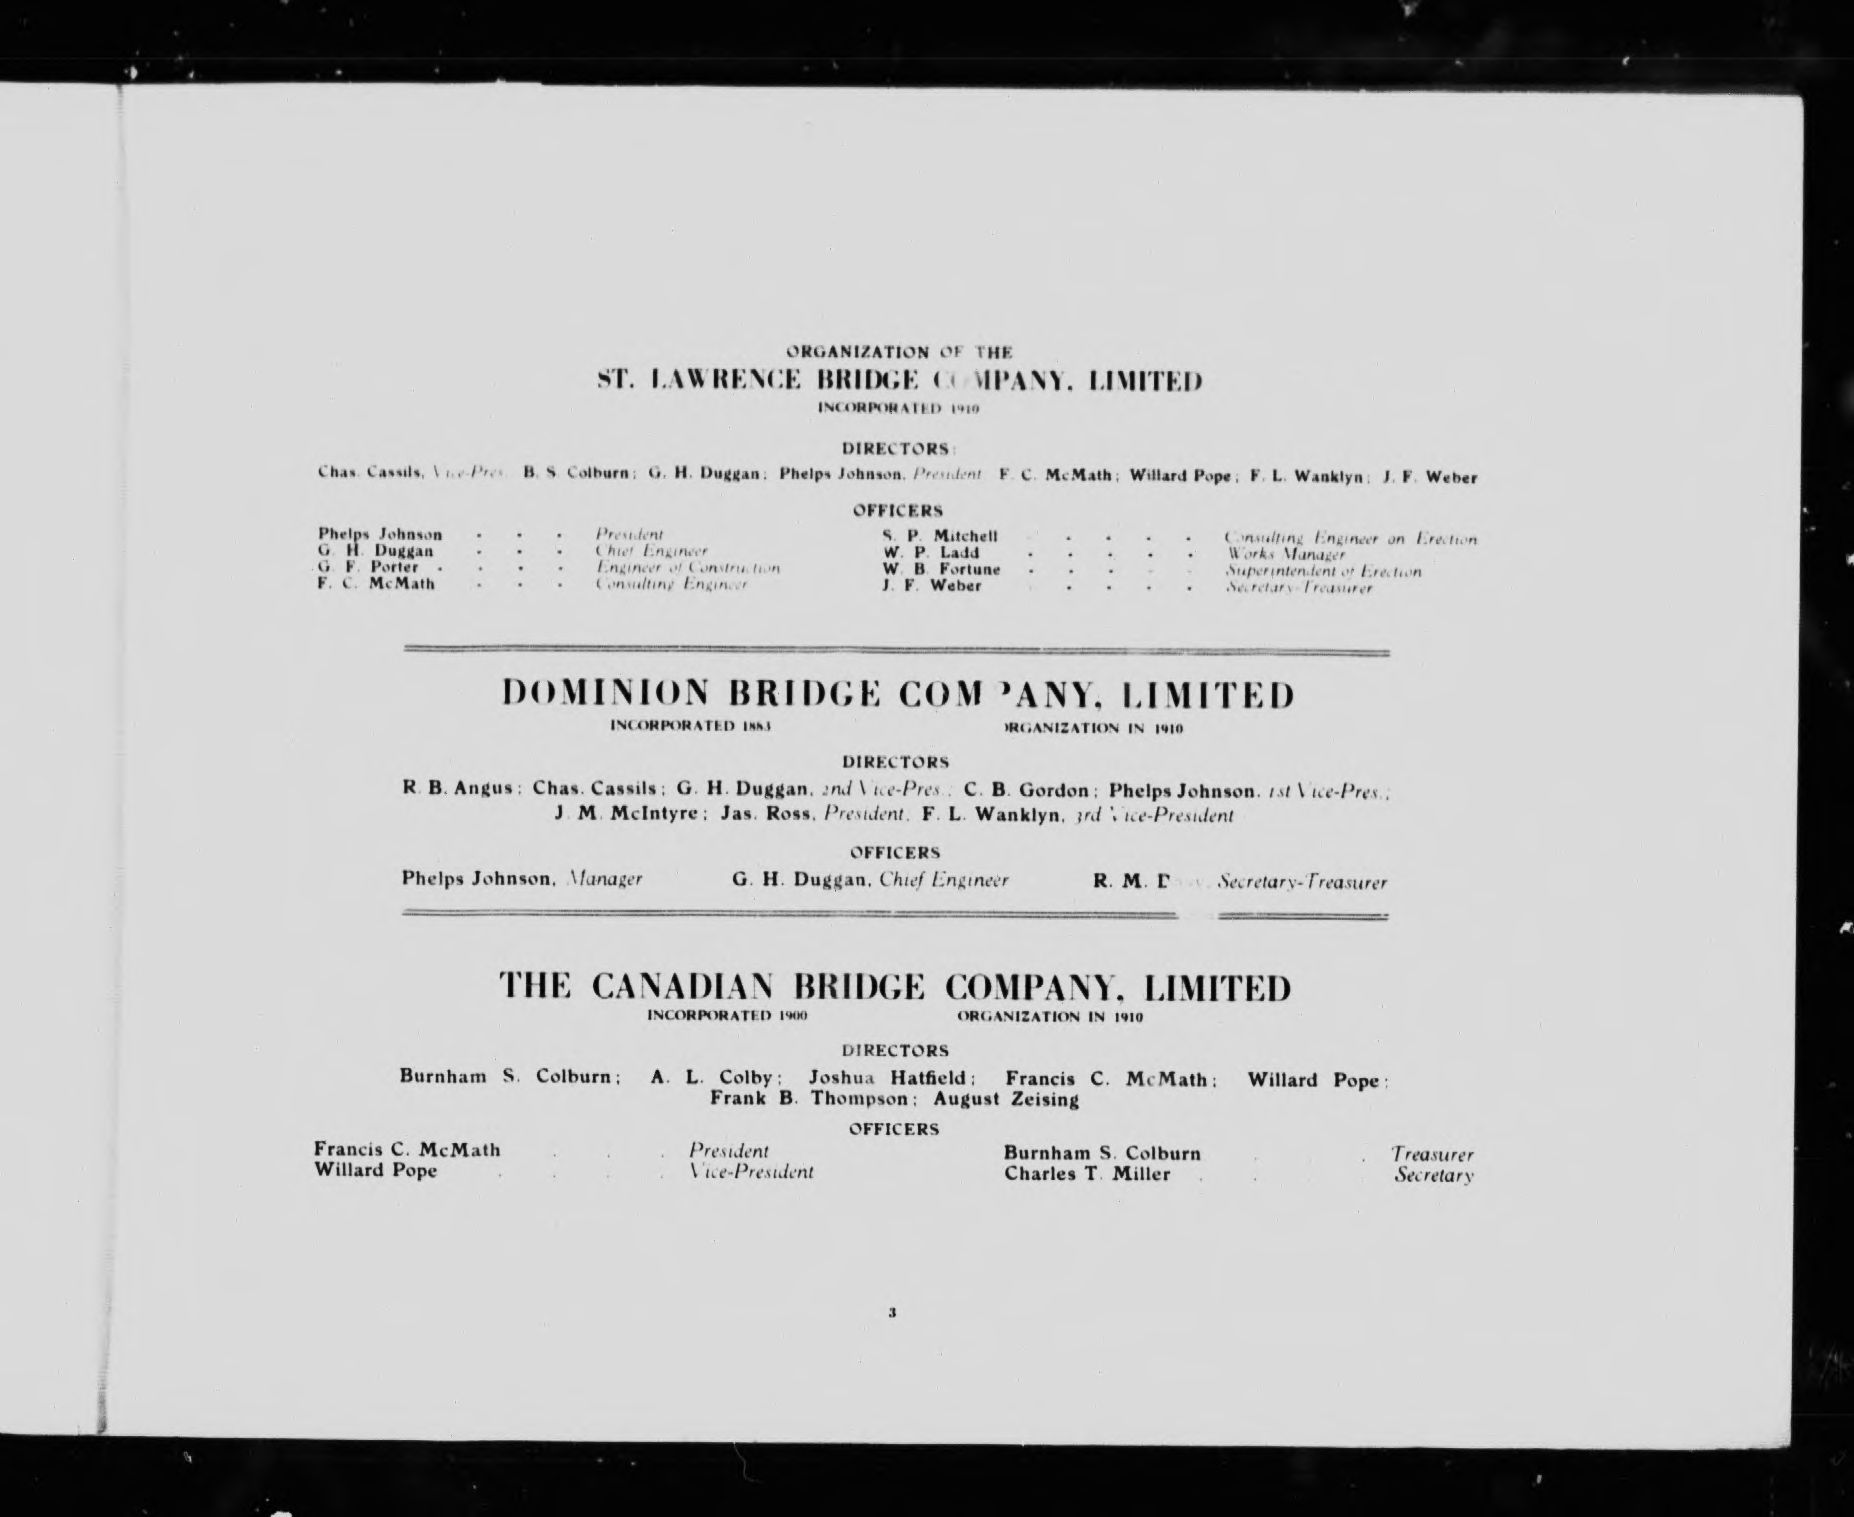 ORGANIZATION OF THE
ST. LAWRENCE BRIDGE COMPANY, LIMITED
INCORPORATED 1910
DIRECTORS:
Chas. Cassils, Vice-Pres. B. S. Colburn; G. H. Duggan; Phelps Johnson, President F. C. McMath; Willard Pope; F. L. Wanklyn; J. F. Weber
OFFICERS
Phelps Johnson . . . President S. P. Mitchell . . . . Consulting Engineer on Erection
G. H. Duggan . . . Chief Engineer W. P. Ladd . . . . . Works Manager
G. F. Porter . . . . Engineer of Construction W. B. Fortune . . . . . Superintendent of Erection
F. C. McMath . . . Consulting Engineer J. F. Weber . . . . Secretary-Treasurer
DOMINION BRIDGE COM PANY, LIMITED
INCORPORATED 1883 ORGANIZATION IN 1910
DIRECTORS
R. B. Angus; Chas. Cassils; G. H. Duggan, 2nd Vice-Pres.; C. B. Gordon; Phelps Johnson, 1st Vice-Pres.;
J. M. McIntyre; Jas. Ross, President; F. L. Wanklyn, 3rd Vice-President
OFFICERS
Phelps Johnson, Manager G. H. Duggan, Chief Engineer R. M. Secretary-Treasurer
THE CANADIAN BRIDGE COMPANY, LIMITED
INCORPORATED 1900 ORGANIZATION IN 1910
DIRECTORS
Burnham S. Colburn; A. L. Colby; Joshua Hatfield; Francis C. McMath; Willard Pope;
Frank B. Thompson; August Zeising
OFFICERS
Francis C. McMath . . . President Burnham S. Colburn . . Treasurer
Willard Pope . . . . Vice-President Charles T. Miller . . . Secretary
3